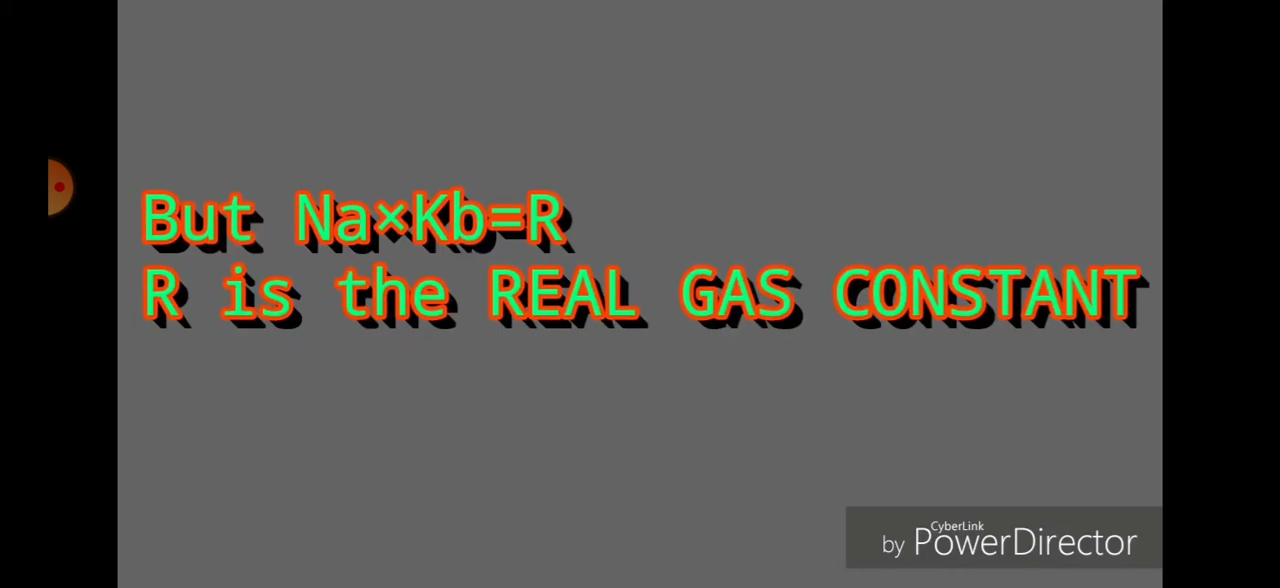 But Na×Kb=R
R is the REAL GAS CONSTANT
CyberLink
by PowerDirector